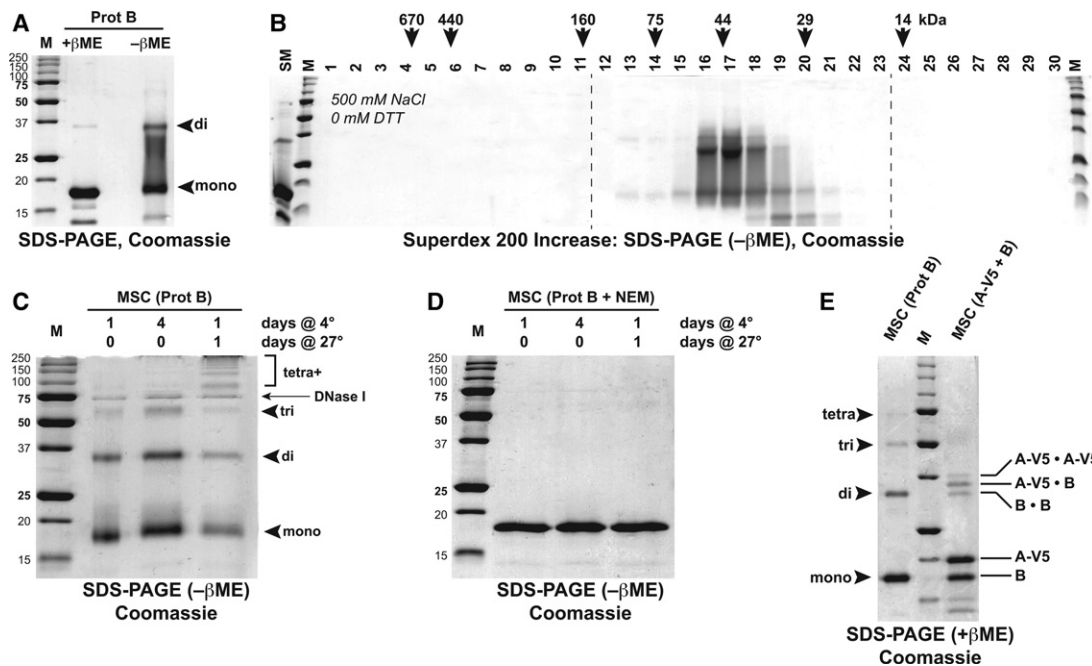 A
Prot B
M +βME –βME
250
150
100
75
50
37
25
20
15
di
mono
SDS-PAGE, Coomassie
B
670 440 160 75 44 29 14 kDa
SM M 1 2 3 4 5 6 7 8 9 10 11 12 13 14 15 16 17 18 19 20 21 22 23 24 25 26 27 28 29 30 M
500 mM NaCl
0 mM DTT
Superdex 200 Increase: SDS-PAGE (–βME), Coomassie
C
MSC (Prot B)
M 1 4 1 days @ 4°
0 0 1 days @ 27°
250
150
100
75
50
37
25
20
15
tetra+
DNase I
tri
di
mono
SDS-PAGE (–βME)
Coomassie
D
MSC (Prot B + NEM)
M 1 4 1 days @ 4°
0 0 1 days @ 27°
250
150
100
75
50
37
25
20
15
SDS-PAGE (–βME)
Coomassie
E
MSC (Prot B)
M
MSC (A-V5 + B)
tetra
tri
di
mono
A-V5 • A-V5
A-V5 • B
B • B
A-V5
B
SDS-PAGE (+βME)
Coomassie